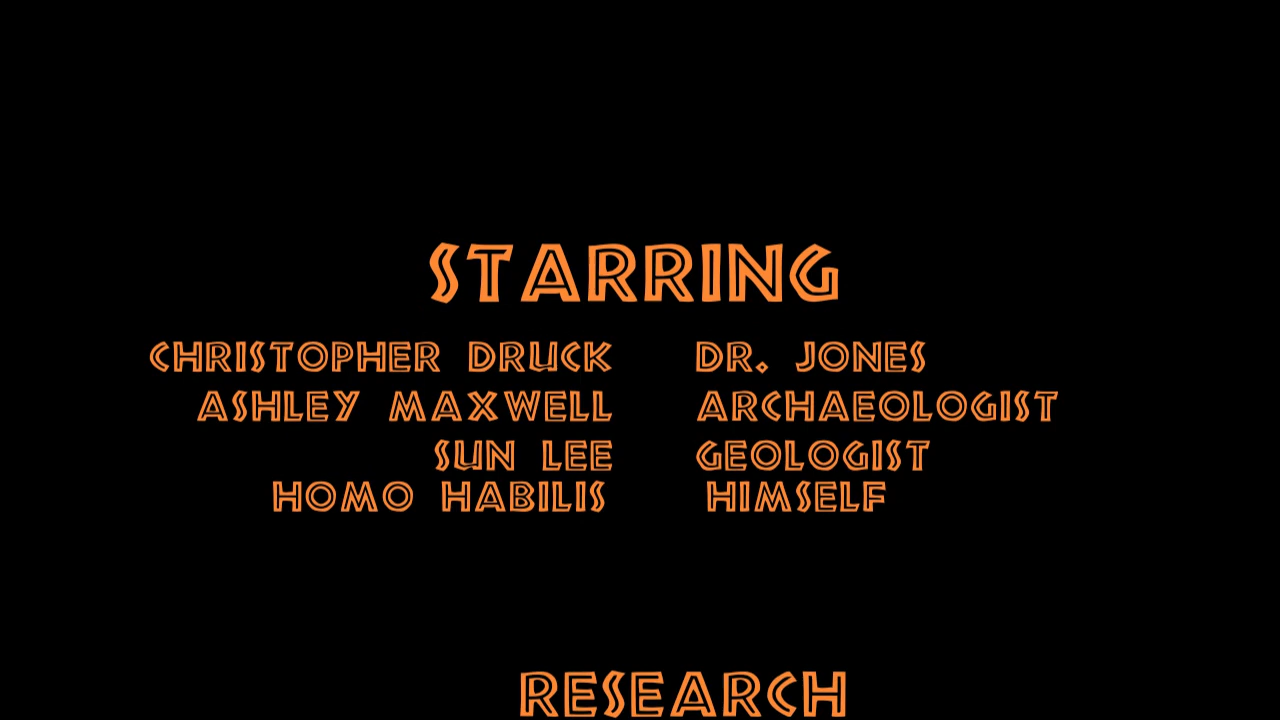 STARRING
CHRISTOPHER DRUCK DR. JONES
ASHLEY MAXWELL ARCHAEOLOGIST
SUN LEE GEOLOGIST
HOMO HABILIS HIMSELF
RESEARCH